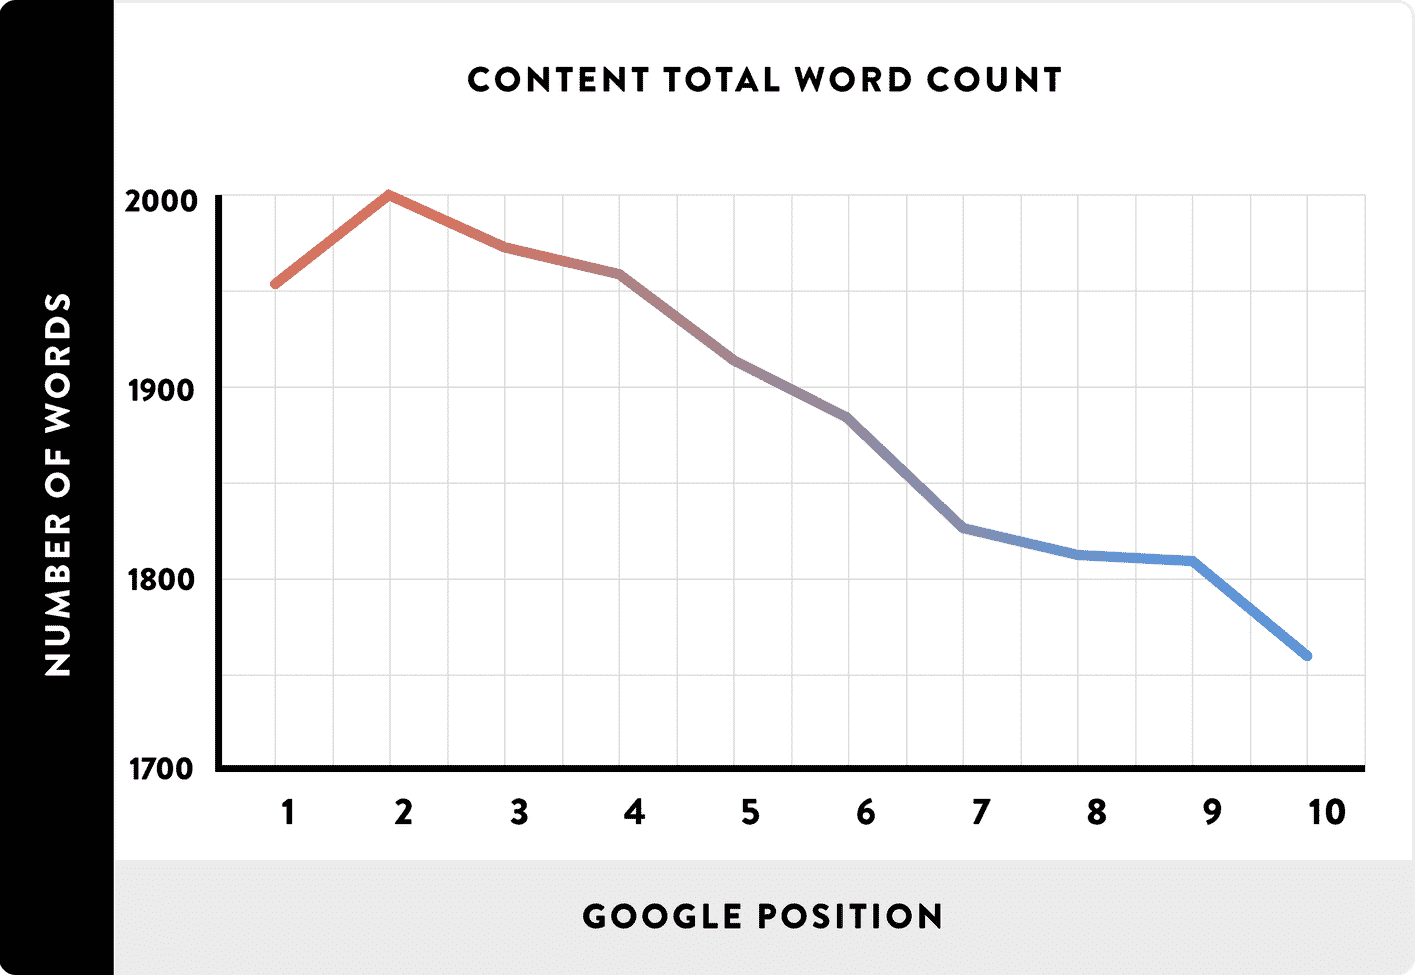 CONTENT TOTAL WORD COUNT
NUMBER OF WORDS
2000
1900
1800
1700
1 2 3 4 5 6 7 8 9 10
GOOGLE POSITION